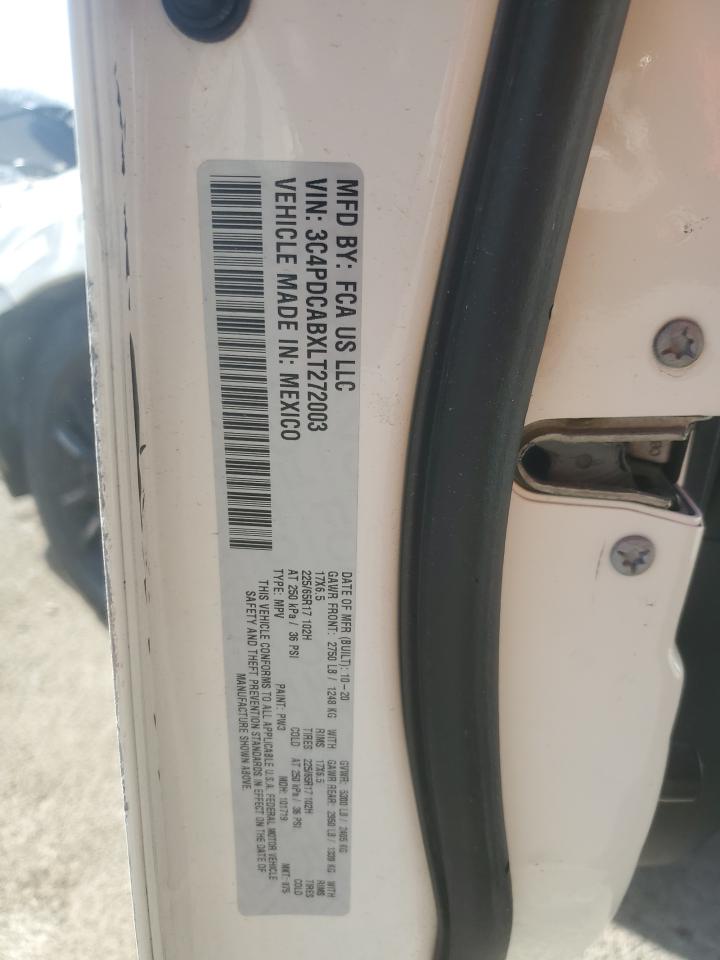 MFD BY: FCA US LLC
VIN: 3C4PDCABXLT272003
VEHICLE MADE IN: MEXICO
DATE OF MFR (BUILT): 10-20 GVWR: 5300 LB / 2405 KG
GAWR FRONT: 2750 LB / 1248 KG WITH GAWR REAR: 2950 LB / 1339 KG WITH
17X6.5 RIMS 17X6.5 RIMS
225/65R17 102H TIRES 225/65R17 102H TIRES
AT 250 kPa / 36 PSI COLD AT 250 kPa / 36 PSI COLD
TYPE: MPV PAINT: PW3 MDH: 101719 MKT:
THIS VEHICLE CONFORMS TO ALL APPLICABLE U.S.A. FEDERAL MOTOR VEHICLE
SAFETY AND THEFT PREVENTION STANDARDS IN EFFECT ON THE DATE OF
MANUFACTURE SHOWN ABOVE.